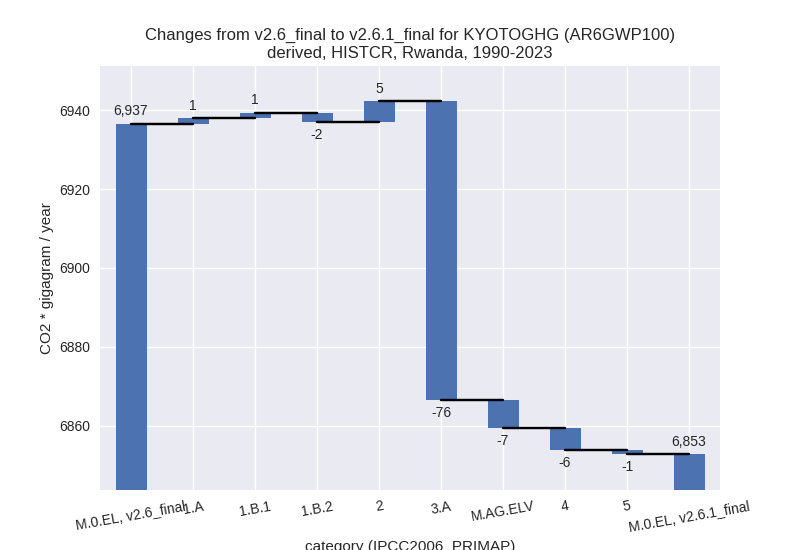 Changes from v2.6_final to v2.6.1_final for KYOTOGHG (AR6GWP100)
derived, HISTCR, Rwanda, 1990-2023
CO2 * gigagram / year
6940
6920
6900
6880
6860
6,937
1
1
-2
5
-76
-7
-6
-1
6,853
M.0.EL, v2.6_final
1.A
1.B.1
1.B.2
2
3.A
M.AG.ELV
4
5
M.0.EL, v2.6.1_final
category (IPCC2006_PRIMAP)